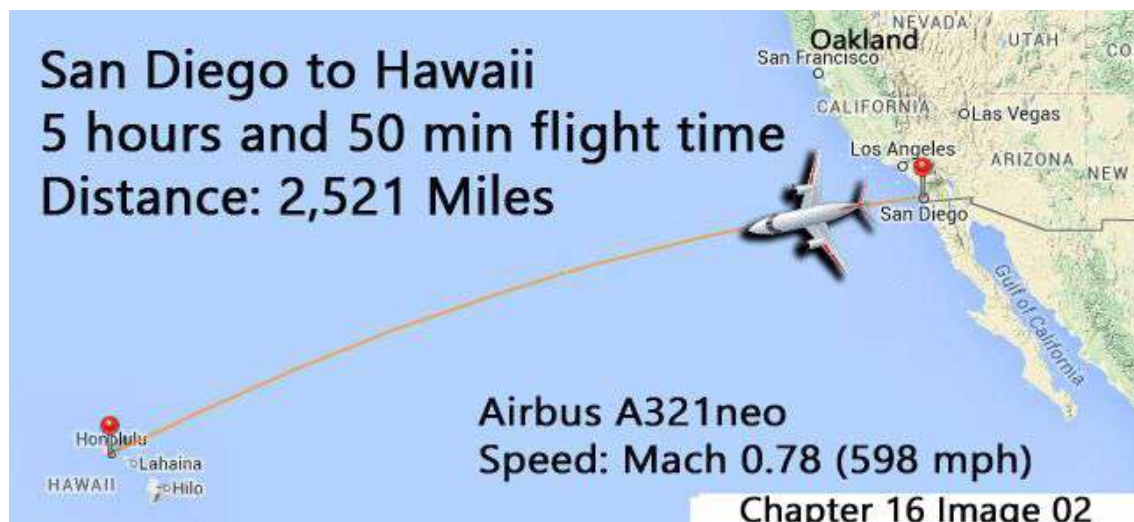 San Diego to Hawaii
5 hours and 50 min flight time
Distance: 2,521 Miles
NEVADA
Oakland
UTAH
CO
San Francisco
CALIFORNIA
Las Vegas
Los Angeles
ARIZONA
NEW
San Diego
Gulf of California
Honolulu
Lahaina
HAWAII
Hilo
Airbus A321neo
Speed: Mach 0.78 (598 mph)
Chapter 16 Image 02